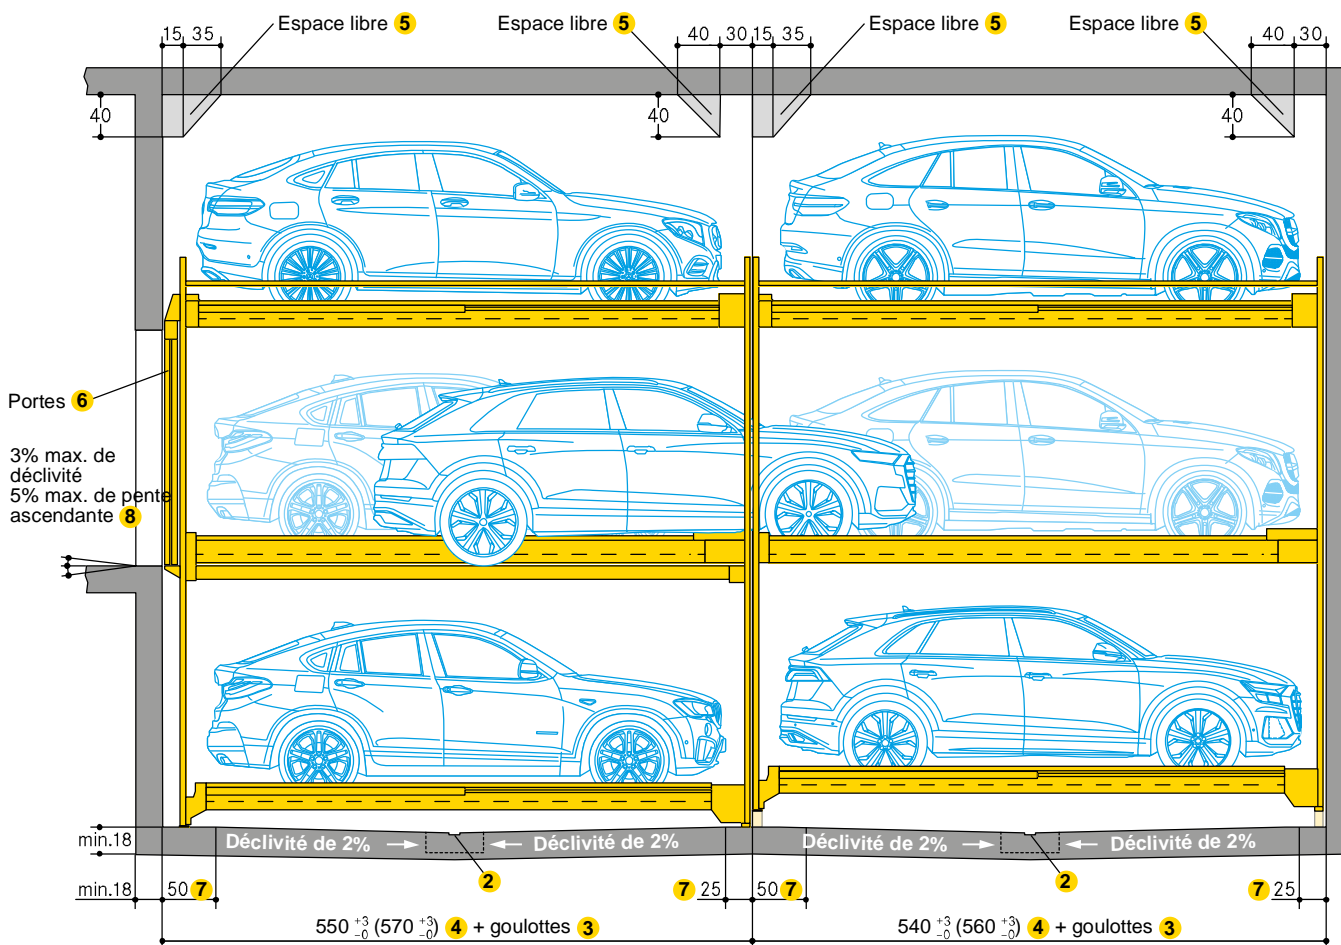 Espace libre 5
Espace libre 5
Espace libre 5
Espace libre 5
15 35
40 30 15 35
40 30
40
40
40
Portes 6
3% max. de
déclivité
5% max. de pente
ascendante 8
min.18
Déclivité de 2%
Déclivité de 2%
Déclivité de 2%
Déclivité de 2%
min.18 50 7
2
7 25 50 7
2
7 25
550 +3 -0 (570 +3 -0) 4 + goulottes 3
540 +3 -0 (560 +3 -0) 4 + goulottes 3